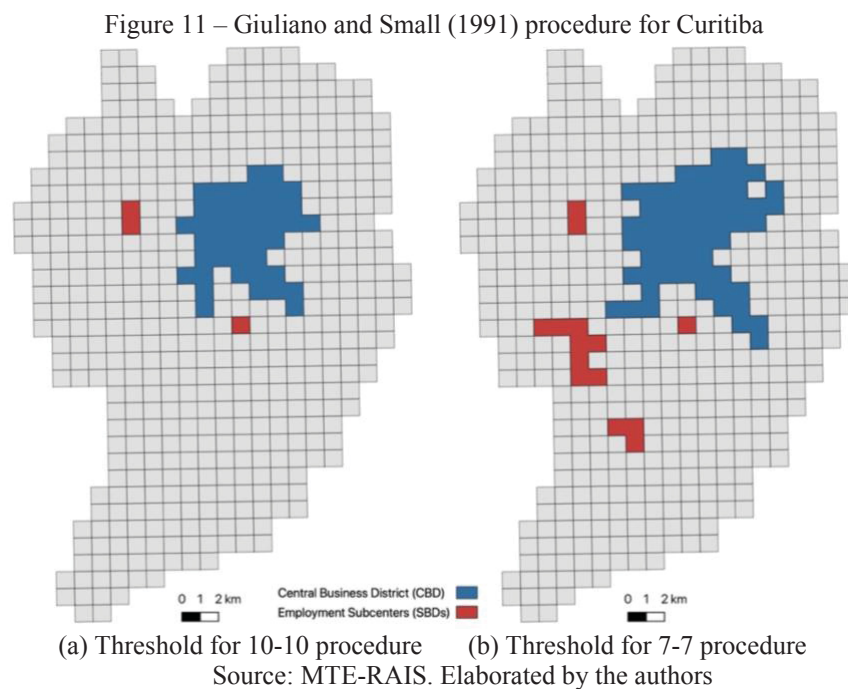 Figure 11 – Giuliano and Small (1991) procedure for Curitiba
0 1 2 km
Central Business District (CBD)
Employment Subcenters (SBDs)
0 1 2 km
(a) Threshold for 10-10 procedure (b) Threshold for 7-7 procedure
Source: MTE-RAIS. Elaborated by the authors